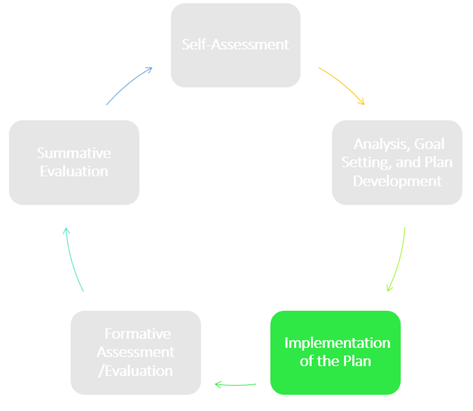 Self-Assessment
Analysis, Goal
Setting, and Plan
Development
Implementation
of the Plan
Formative
Assessment
/Evaluation
Summative
Evaluation